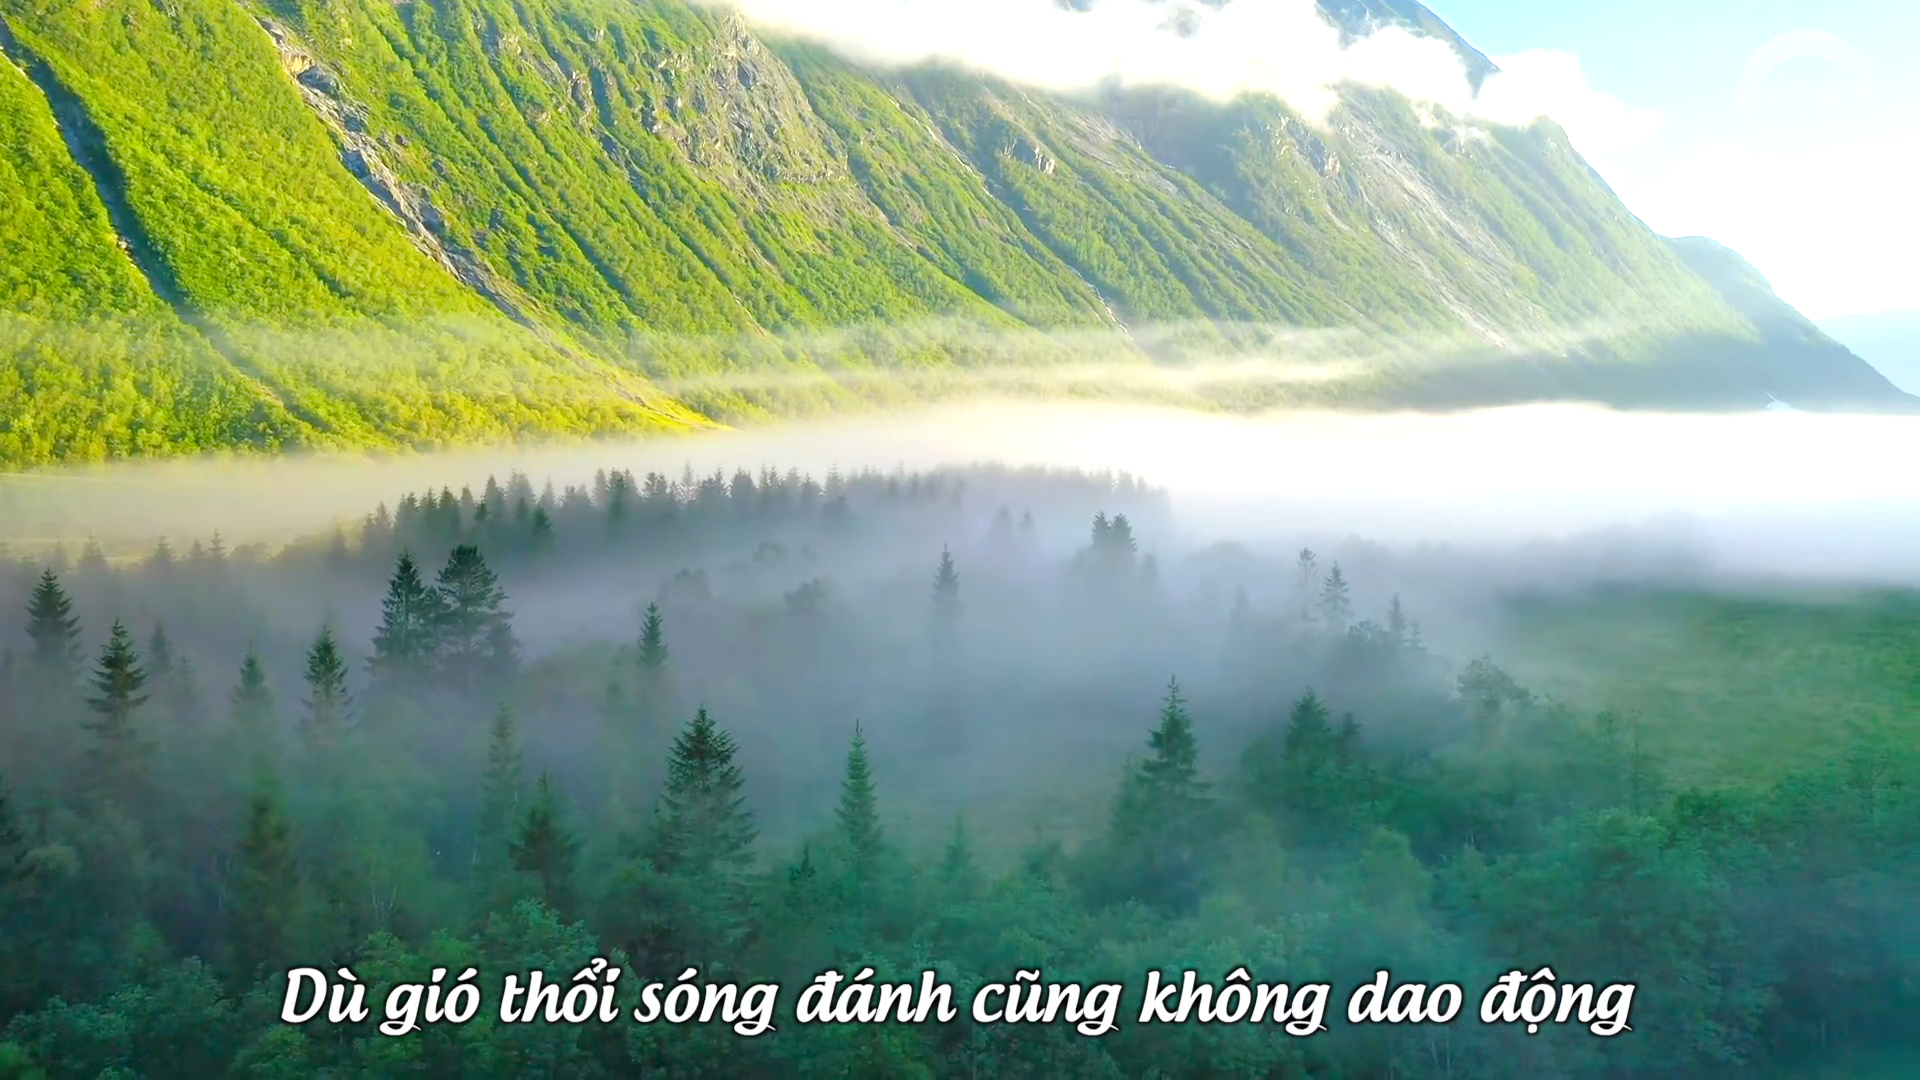 Dù gió thổi sóng đánh cũng không dao động